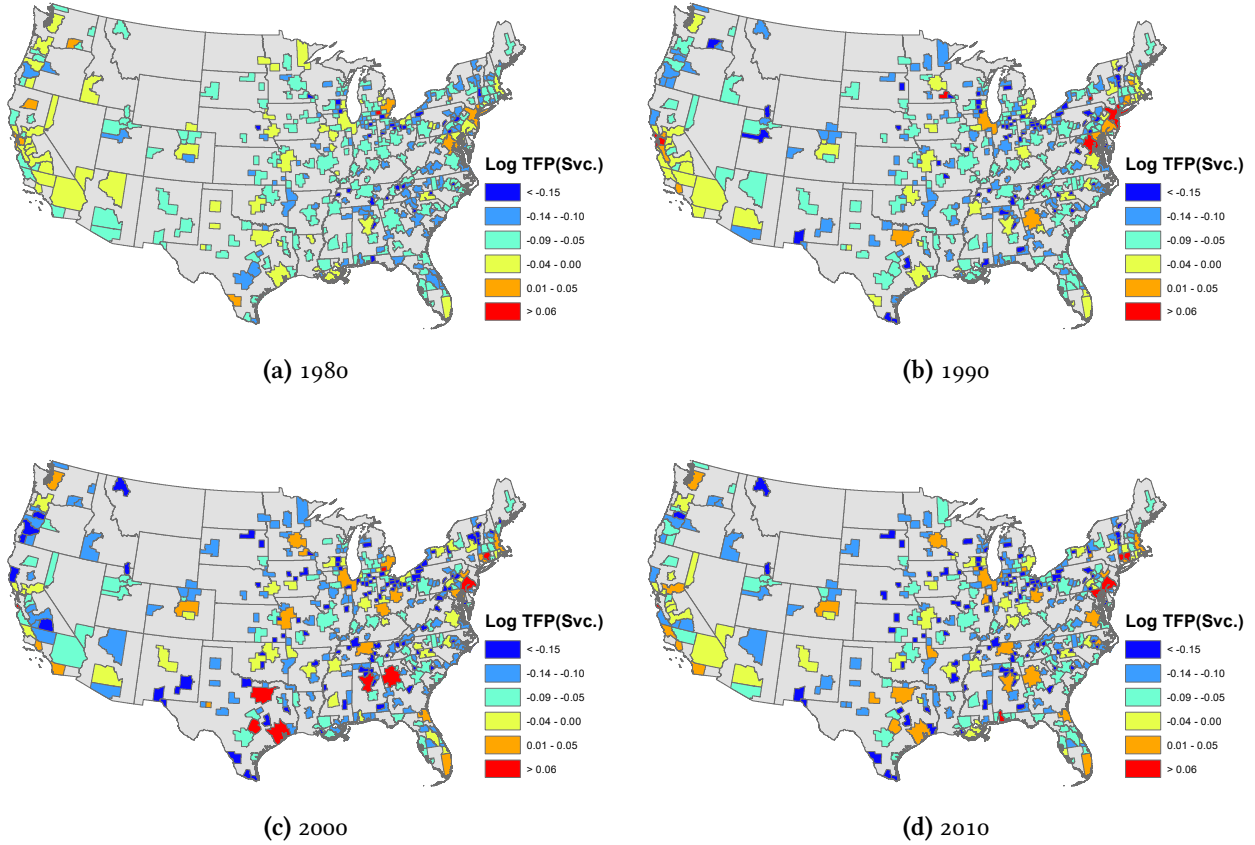 Log TFP(Svc.)
< -0.15
-0.14 - -0.10
-0.09 - -0.05
-0.04 - 0.00
0.01 - 0.05
> 0.06
(a) 1980
Log TFP(Svc.)
< -0.15
-0.14 - -0.10
-0.09 - -0.05
-0.04 - 0.00
0.01 - 0.05
> 0.06
(b) 1990
Log TFP(Svc.)
< -0.15
-0.14 - -0.10
-0.09 - -0.05
-0.04 - 0.00
0.01 - 0.05
> 0.06
(c) 2000
Log TFP(Svc.)
< -0.15
-0.14 - -0.10
-0.09 - -0.05
-0.04 - 0.00
0.01 - 0.05
> 0.06
(d) 2010